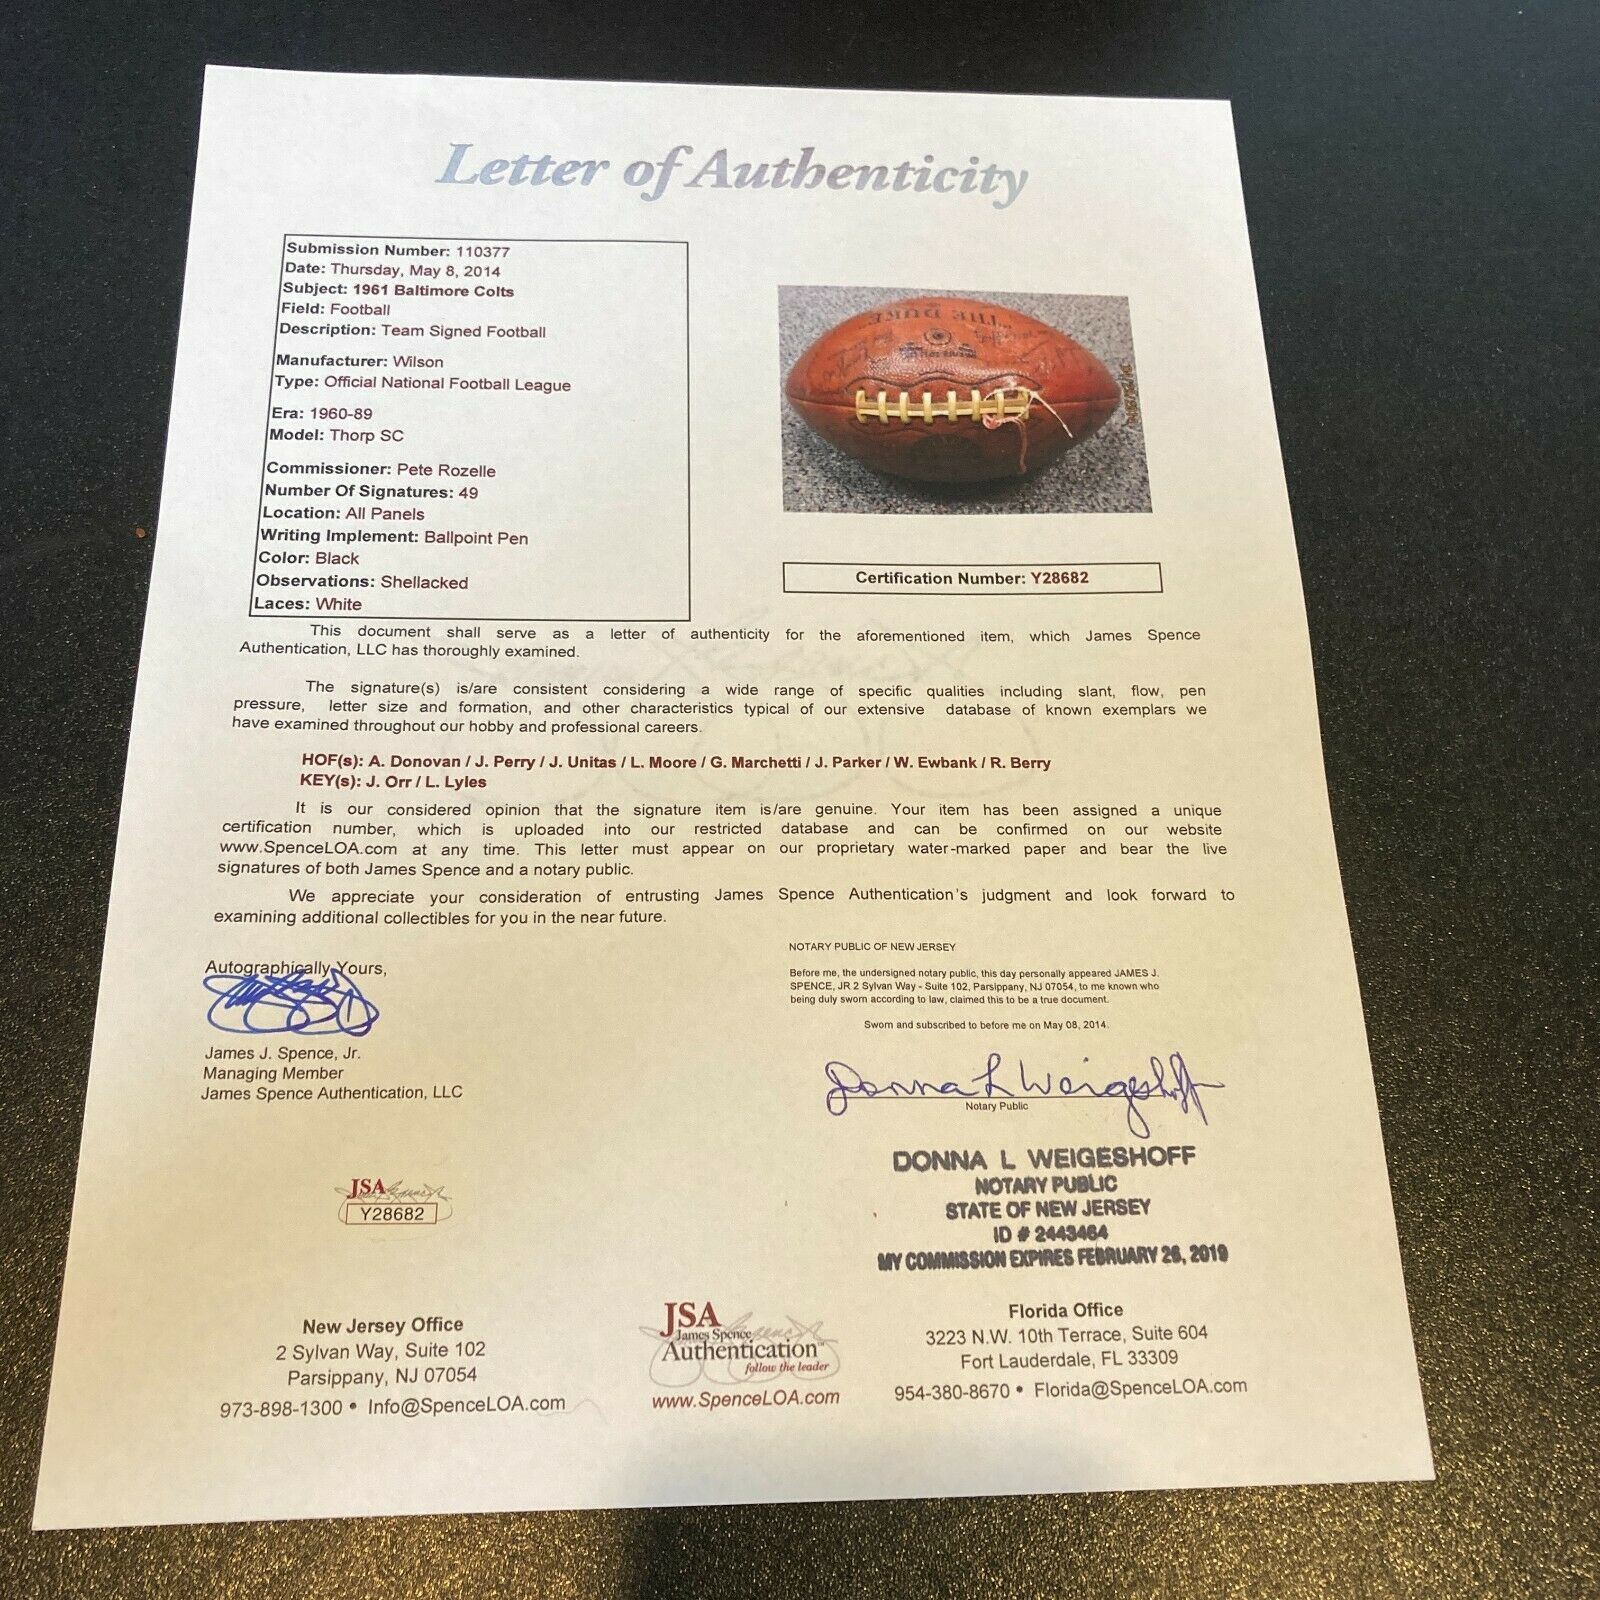 Letter of Authenticity
Submission Number: 110377
Date: Thursday, May 8, 2014
Subject: 1961 Baltimore Colts
Field: Football
Description: Team Signed Football
Manufacturer: Wilson
Type: Official National Football League
Era: 1960-89
Model: Thorp SC
Commissioner: Pete Rozelle
Number Of Signatures: 49
Location: All Panels
Writing Implement: Ballpoint Pen
Color: Black
Observations: Shellacked
Laces: White
"THE DUKE"
Certification Number: Y28682
This document shall serve as a letter of authenticity for the aforementioned item, which James Spence
Authentication, LLC has thoroughly examined.
The signature(s) is/are consistent considering a wide range of specific qualities including slant, flow, pen
pressure, letter size and formation, and other characteristics typical of our extensive database of known exemplars we
have examined throughout our hobby and professional careers.
HOF(s): A. Donovan / J. Perry / J. Unitas / L. Moore / G. Marchetti / J. Parker / W. Ewbank / R. Berry
KEY(s): J. Orr / L. Lyles
It is our considered opinion that the signature item is/are genuine. Your item has been assigned a unique
certification number, which is uploaded into our restricted database and can be confirmed on our website
www.SpenceLOA.com at any time. This letter must appear on our proprietary water-marked paper and bear the live
signatures of both James Spence and a notary public.
We appreciate your consideration of entrusting James Spence Authentication's judgment and look forward to
examining additional collectibles for you in the near future.
Autographically Yours,
James J. Spence, Jr.
Managing Member
James Spence Authentication, LLC
NOTARY PUBLIC OF NEW JERSEY
Before me, the undersigned notary public, this day personally appeared JAMES J.
SPENCE, JR 2 Sylvan Way - Suite 102, Parsippany, NJ 07054, to me known who
being duly sworn according to law, claimed this to be a true document.
Sworn and subscribed to before me on May 08, 2014.
Donna L Weigeshoff
Notary Public
DONNA L WEIGESHOFF
NOTARY PUBLIC
STATE OF NEW JERSEY
ID # 2443464
MY COMMISSION EXPIRES FEBRUARY 26, 2019
JSA
Y28682
New Jersey Office
2 Sylvan Way, Suite 102
Parsippany, NJ 07054
973-898-1300 • Info@SpenceLOA.com
JSA
James Spence
Authentication™
follow the leader
www.SpenceLOA.com
Florida Office
3223 N.W. 10th Terrace, Suite 604
Fort Lauderdale, FL 33309
954-380-8670 • Florida@SpenceLOA.com